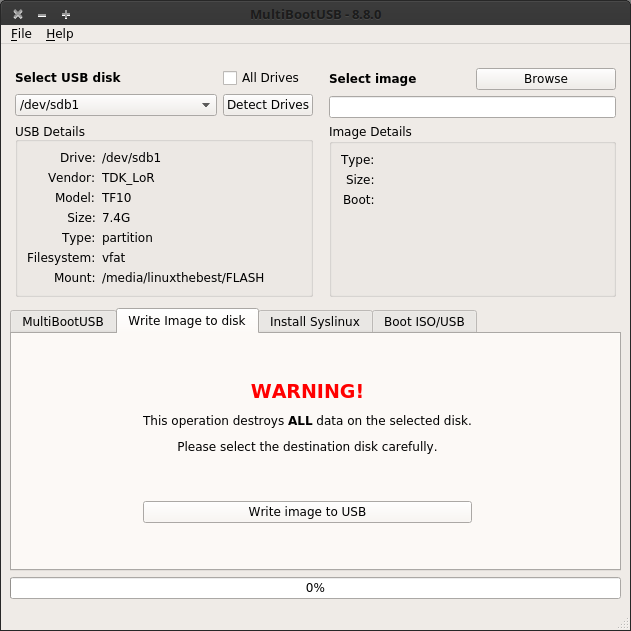 MultiBootUSB - 8.8.0
File Help
Select USB disk
All Drives
/dev/sdb1
Detect Drives
USB Details
Drive: /dev/sdb1
Vendor: TDK_LoR
Model: TF10
Size: 7.4G
Type: partition
Filesystem: vfat
Mount: /media/linuxthebest/FLASH
Select image
Browse
Image Details
Type:
Size:
Boot:
MultiBootUSB
Write Image to disk
Install Syslinux
Boot ISO/USB
WARNING!
This operation destroys ALL data on the selected disk.
Please select the destination disk carefully.
Write image to USB
0%